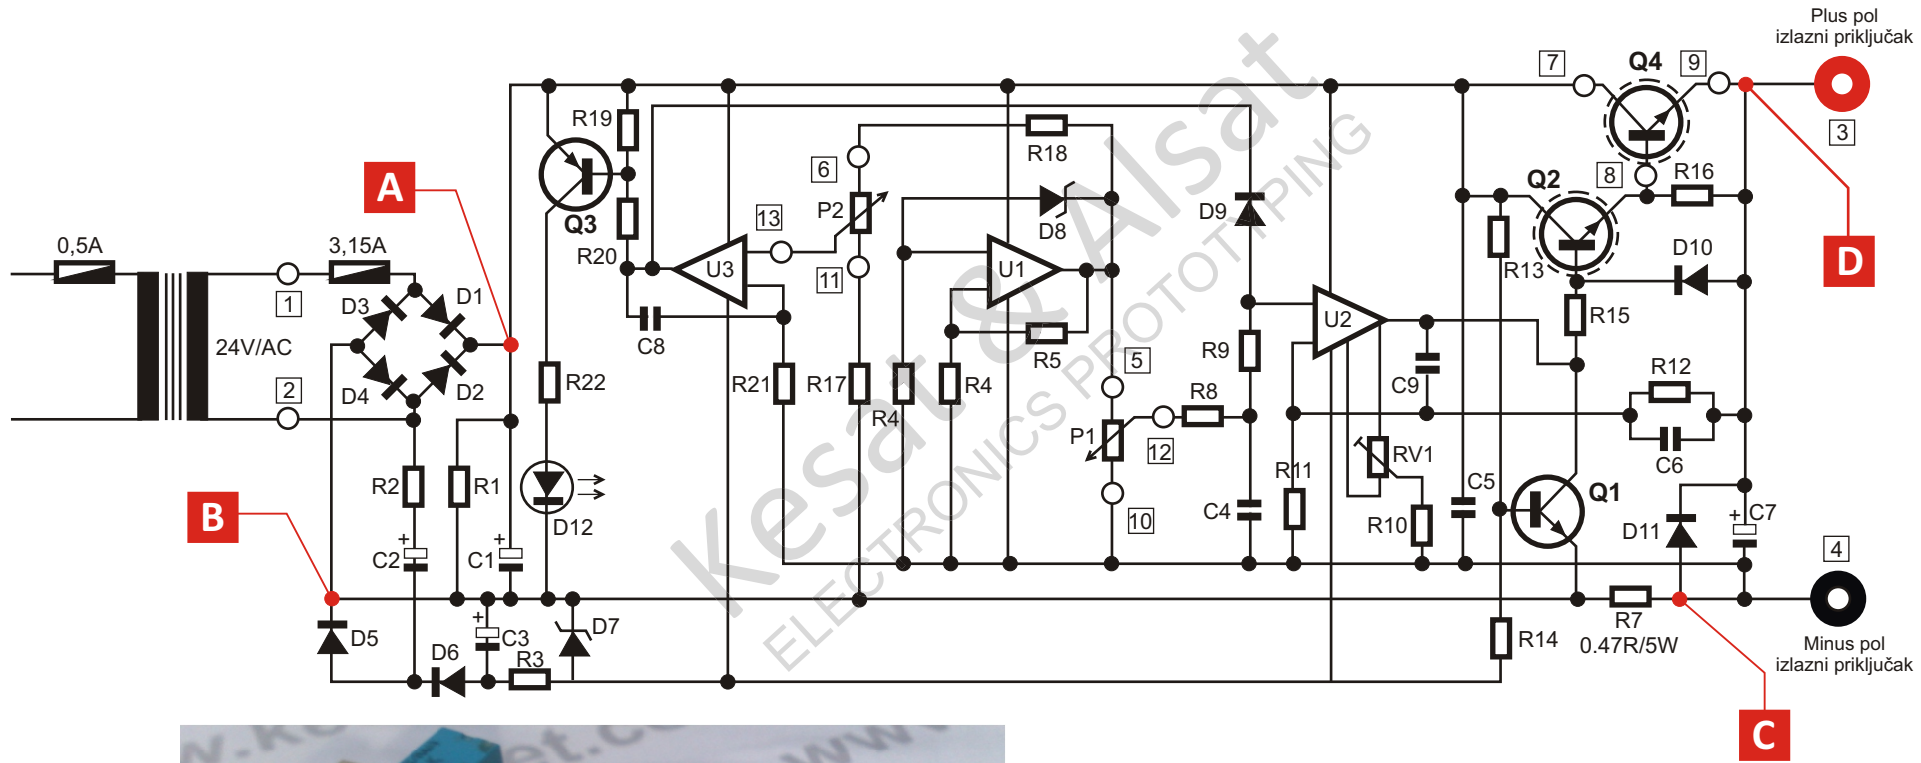 Plus pol
izlazni priključak
7
Q4
9
3
R19
R18
6
A
P2
13
Q3
R20
U3
11
D8
U1
D9
8
R16
Q2
D10
D
0,5A
3,15A
R13
1
D3
D1
24V/AC
D4
D2
2
C8
R5
U2
R15
R22
R21
R17
R4
R4
5
R9
C9
R12
P1
R8
12
C6
RV1
R2
R1
R11
C5
Q1
D12
10
C4
R10
D11
+
C7
B
+
C2
+
C1
4
D5
+
C3
D7
D6
R3
R14
R7
0.47R/5W
Minus pol
izlazni priključak
C
Kesat & Alsat
ELECTRONICS PROTOTYPING